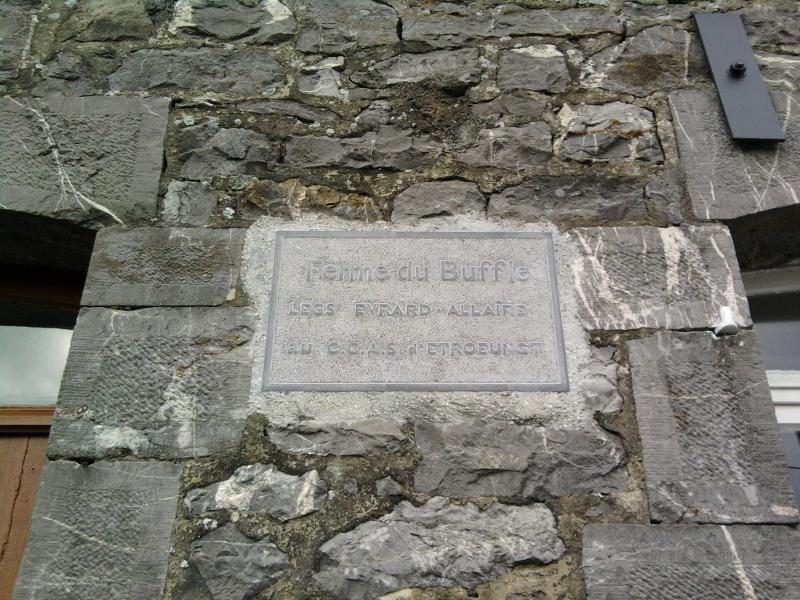 Ferme du Buffle
LEGS EVRARD-ALLAIRE
AU C.C.A.S d'ETROEUNGT